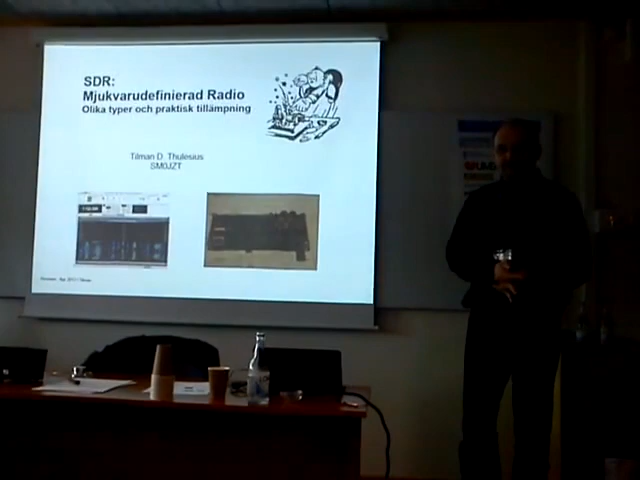 SDR:
Mjukvarudefinierad Radio
Olika typer och praktisk tillämpning
Tilman D. Thulesius
SM0JZT